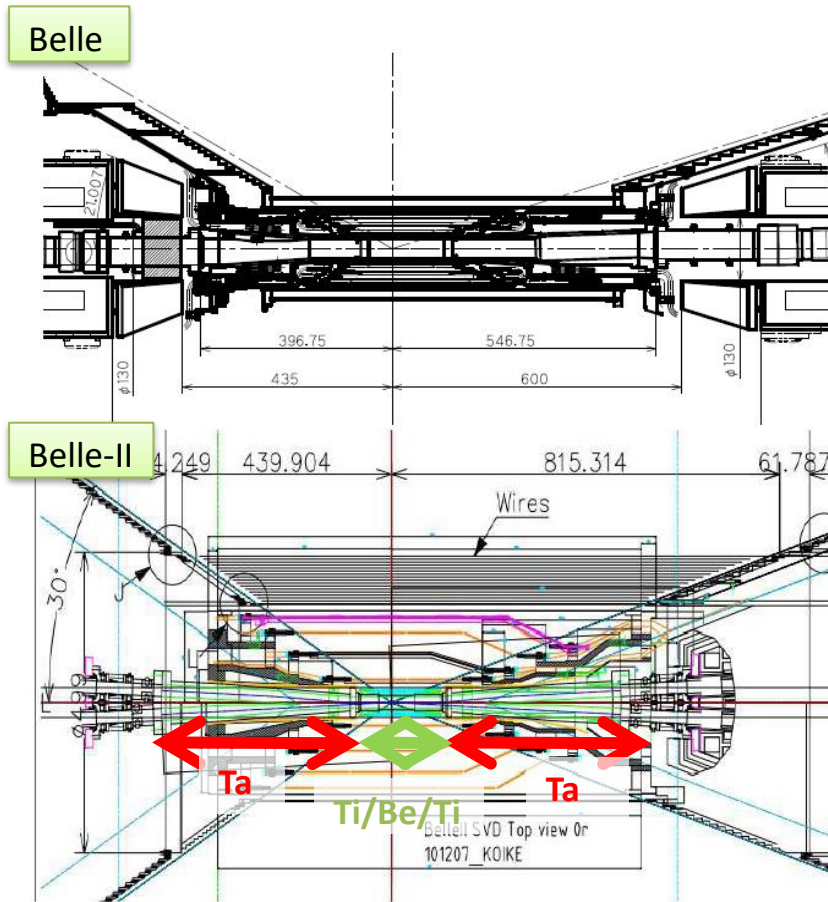 Belle
21.007
396.75
546.75
φ130
435
600
φ130
Belle-II
4.249
439.904
815.314
61.787
Wires
30°
J
Ta
Ta
Ti/Be/Ti
BelleII SVD Top view 0r
101207_KOIKE